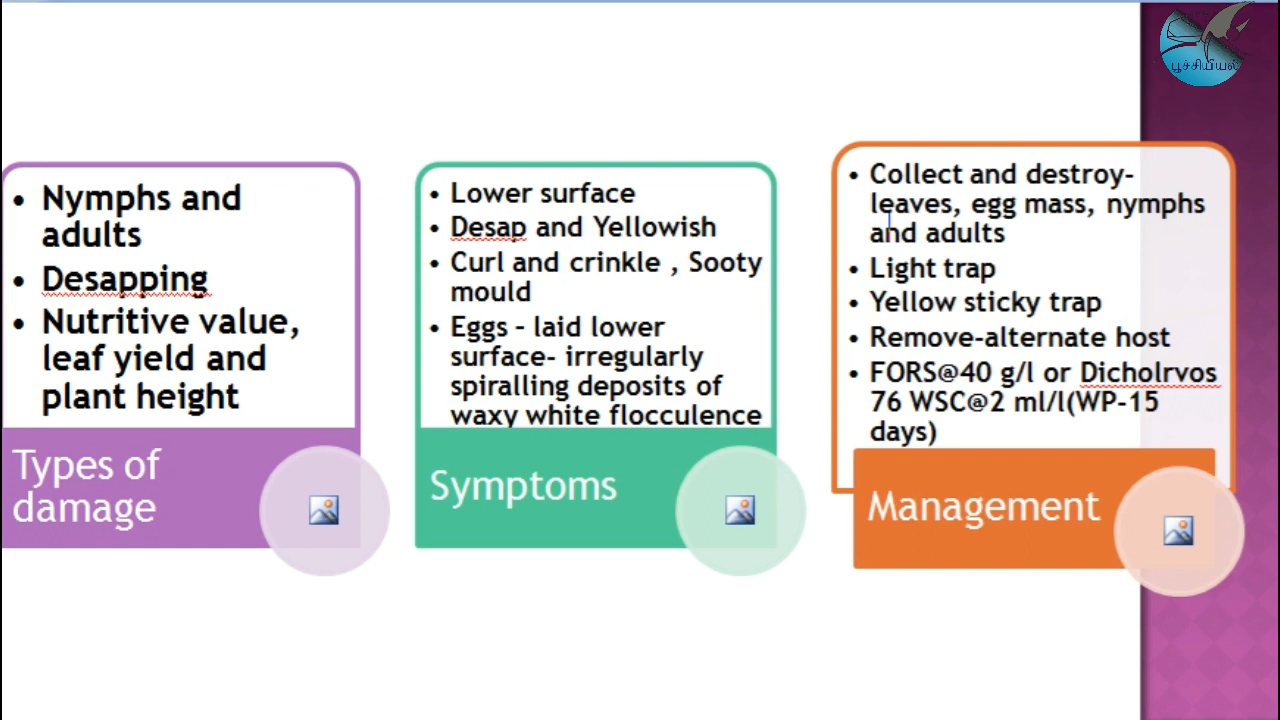 பூச்சியியல்
• Nymphs and
adults
• Desapping
• Nutritive value,
leaf yield and
plant height
Types of
damage
• Lower surface
• Desap and Yellowish
• Curl and crinkle , Sooty
mould
• Eggs – laid lower
surface- irregularly
spiralling deposits of
waxy white flocculence
Symptoms
• Collect and destroy-
leaves, egg mass, nymphs
and adults
• Light trap
• Yellow sticky trap
• Remove-alternate host
• FORS@40 g/l or Dicholrvos
76 WSC@2 ml/l(WP-15
days)
Management